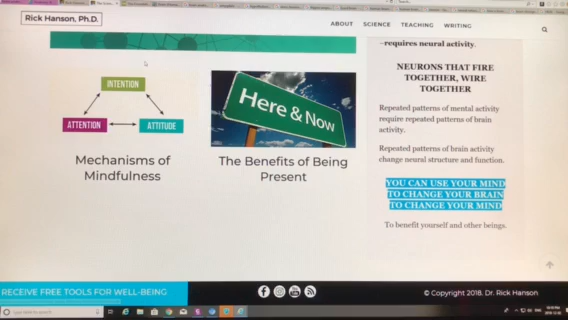 Rick Hanson, Ph.D.
ABOUT SCIENCE TEACHING WRITING
INTENTION
ATTENTION
ATTITUDE
Mechanisms of
Mindfulness
Here & Now
The Benefits of Being
Present
–requires neural activity.
NEURONS THAT FIRE
TOGETHER, WIRE
TOGETHER
Repeated patterns of mental activity
require repeated patterns of brain
activity.
Repeated patterns of brain activity
change neural structure and function.
YOU CAN USE YOUR MIND
TO CHANGE YOUR BRAIN
TO CHANGE YOUR MIND
To benefit yourself and other beings.
RECEIVE FREE TOOLS FOR WELL-BEING
© Copyright 2018. Dr. Rick Hanson